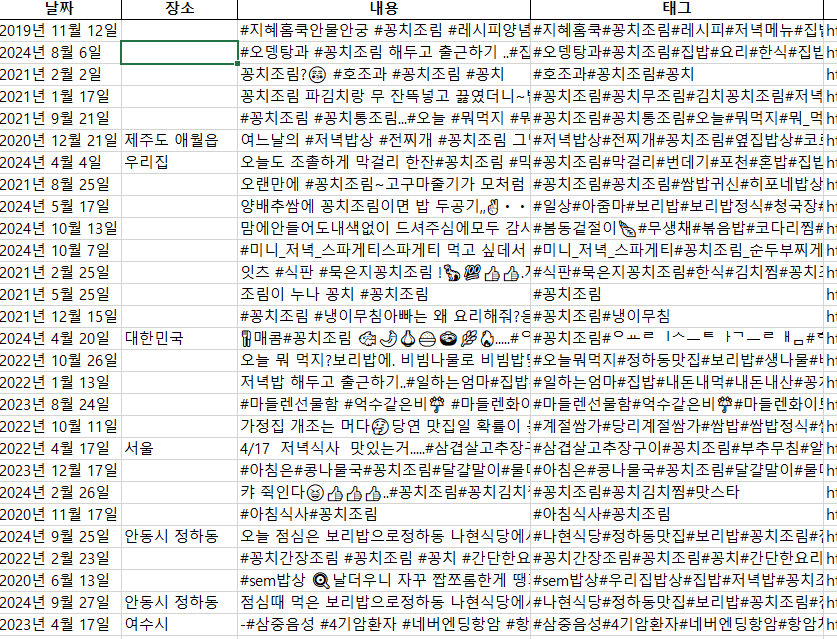 날짜 장소 내용 태그
2019년 11월 12일 #지혜홈쿡안물안궁 #꽁치조림 #레시피양념 #지혜홈쿡#꽁치조림#레시피#저녁메뉴#집밥
2024년 8월 6일 #오뎅탕과 #꽁치조림 해두고 출근하기 ..#집 #오뎅탕과#꽁치조림#집밥#요리#한식#집밥
2021년 2월 2일 꽁치조림?😌 #호조과 #꽁치조림 #꽁치 #호조과#꽁치조림#꽁치
2021년 1월 17일 꽁치조림 파김치랑 무 잔뜩넣고 끓였더니~ #꽁치조림#꽁치무조림#김치꽁치조림#저녁
2021년 9월 21일 #꽁치조림 #꽁치통조림...#오늘 #뭐먹지 #뭐 #꽁치조림#꽁치통조림#오늘#뭐먹지#뭐_먹
2020년 12월 21일 제주도 애월읍 여느날의 #저녁밥상 #전찌개 #꽁치조림 그 #저녁밥상#전찌개#꽁치조림#옆집밥상#코
2024년 4월 4일 우리집 오늘도 조촐하게 막걸리 한잔#꽁치조림 #막 #꽁치조림#막걸리#번데기#포천#혼밥#집밥
2021년 8월 25일 오랜만에 #꽁치조림~고구마줄기가 모처럼 #꽁치조림#꽁치조림#쌈밥귀신#히포네밥상
2024년 5월 17일 양배추쌈에 꽁치조림이면 밥 두공기,,✌・・ #일상#아줌마#보리밥#보리밥정식#청국장#
2024년 10월 13일 맘에안들어도내색없이 드셔주심에모두 감사 #봄동겉절이🥬#무생채#볶음밥#코다리찜#
2024년 10월 7일 #미니_저녁_스파게티스파게티 먹고 싶데서 #미니_저녁_스파게티#꽁치조림_순두부찌개
2021년 2월 25일 잇츠 #식판 #묵은지꽁치조림 !💯👍👍. #식판#묵은지꽁치조림#한식#김치찜#꽁치조
2021년 5월 25일 조림이 누나 꽁치 #꽁치조림 #꽁치조림
2021년 12월 15일 #꽁치조림 #냉이무침아빠는 왜 요리해줘? #꽁치조림#냉이무침
2024년 4월 20일 대한민국 매콤#꽁치조림 .....# #꽁치조림#
2022년 10월 26일 오늘 뭐 먹지?보리밥에. 비빔나물로 비빔밥 #오늘뭐먹지#정하동맛집#보리밥#생나물#
2022년 1월 13일 저녁밥 해두고 출근하기..#일하는엄마#집밥 #일하는엄마#집밥#내돈내먹#내돈내산#꽁치
2023년 8월 24일 #마들렌선물함 #억수같은비 #마들렌화이 #마들렌선물함#억수같은비#마들렌화이트
2022년 10월 11일 가정집 개조는 머다당연 맛집일 확률이 #계절쌈가#당리계절쌈가#쌈밥#쌈밥정식#
2022년 4월 17일 서울 4/17 저녁식사 맛있는거.....#삼겹살고추장구 #삼겹살고추장구이#꽁치조림#부추무침#알
2023년 12월 17일 #아침은#콩나물국#꽁치조림#달걀말이#물미 #아침은#콩나물국#꽁치조림#달걀말이#물미
2024년 2월 26일 캬 줙인다😆👍👍👍..#꽁치조림#꽁치김치찜 #꽁치조림#꽁치김치찜#맛스타
2020년 11월 17일 #아침식사#꽁치조림 #아침식사#꽁치조림
2024년 9월 25일 안동시 정하동 오늘 점심은 보리밥으로정하동 나현식당에서 #나현식당#정하동맛집#보리밥#꽁치조림#
2022년 2월 23일 #꽁치간장조림 #꽁치조림 #꽁치 #간단한요 #꽁치간장조림#꽁치조림#꽁치#간단한요리
2020년 6월 13일 #sem밥상 🍳날더우니 자꾸 짭쪼롬한게 땡 #sem밥상#우리집밥상#집밥#저녁밥#꽁치조
2024년 9월 27일 안동시 정하동 점심때 먹은 보리밥으로정하동 나현식당에 #나현식당#정하동맛집#보리밥#꽁치조림#
2023년 4월 17일 여수시 -#삼중음성 #4기암환자 #네버엔딩항암 #항 #삼중음성#4기암환자#네버엔딩항암#항암